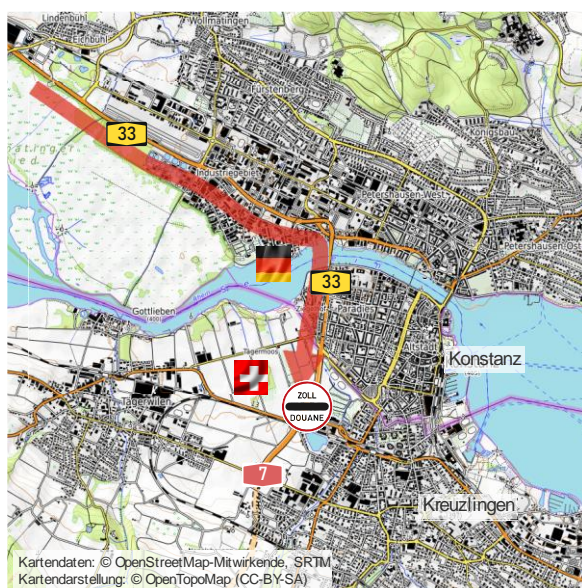 Lindenbühl
Wollmatingen
Eichbühl
Fürstenberg
33
Königsbau
Industriegebiet
Petershausen-West
Petershausen-Ost
33
Gottlieben
Paradies
Altstadt
Tägermoos
Konstanz
ZOLL
DOUANE
Tägerwilen
7
Kreuzlingen
Kartendaten: © OpenStreetMap-Mitwirkende, SRTM
Kartendarstellung: © OpenTopoMap (CC-BY-SA)